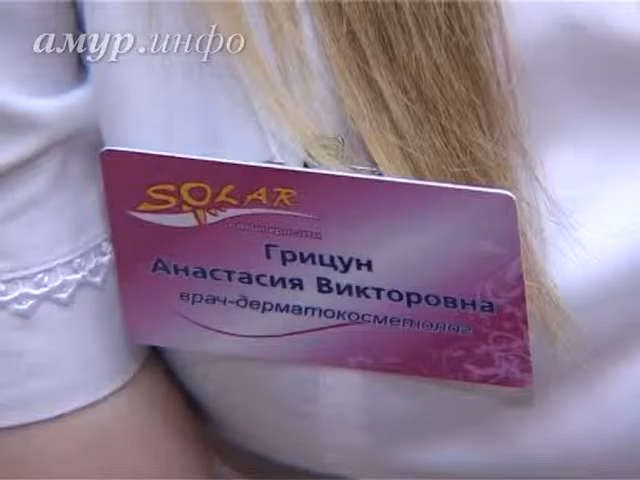 амур.инфо
SOLAR
Грицун
Анастасия Викторовна
врач-дерматокосметолог